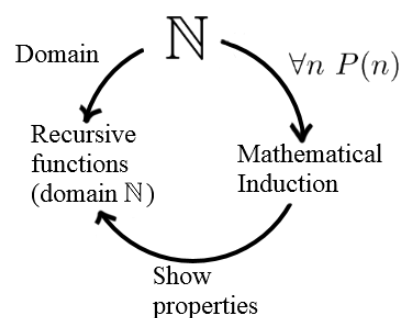 ℕ
Domain
∀n P(n)
Recursive
functions
(domain ℕ)
Mathematical
Induction
Show
properties